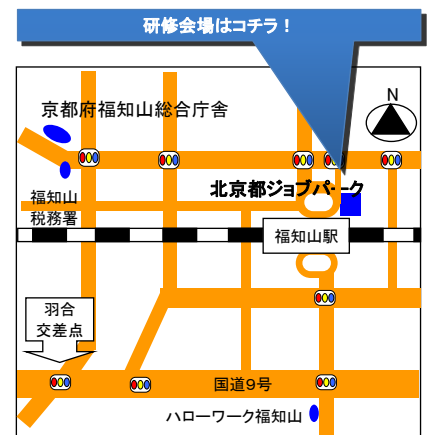 研修会場はコチラ！
N
京都府福知山総合庁舎
北京都ジョブパーク
福知山
税務署
福知山駅
羽合
交差点
国道9号
ハローワーク福知山